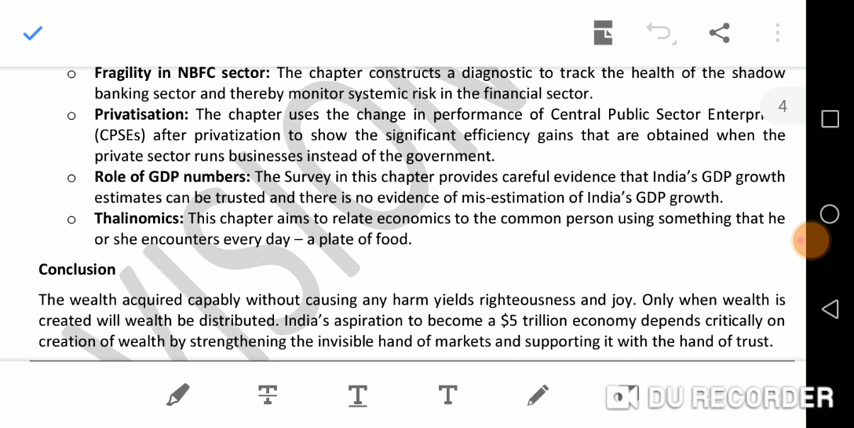 o Fragility in NBFC sector: The chapter constructs a diagnostic to track the health of the shadow
banking sector and thereby monitor systemic risk in the financial sector.
4
o Privatisation: The chapter uses the change in performance of Central Public Sector
(CPSEs) after privatization to show the significant efficiency gains that are obtained when the
private sector runs businesses instead of the government.
o Role of GDP numbers: The Survey in this chapter provides careful evidence that India's GDP growth
estimates can be trusted and there is no evidence of mis-estimation of India's GDP growth.
o Thalinomics: This chapter aims to relate economics to the common person using something that he
or she encounters every day – a plate of food.
Conclusion
The wealth acquired capably without causing any harm yields righteousness and joy. Only when wealth is
created will wealth be distributed. India's aspiration to become a $5 trillion economy depends critically on
creation of wealth by strengthening the invisible hand of markets and supporting it with the hand of trust.
VISION
T T T
DU RECORDER